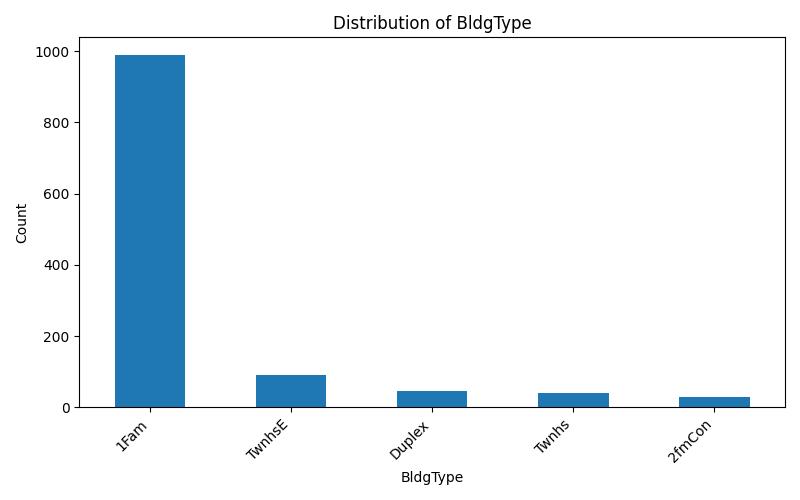 Distribution of BldgType
1000
800
600
400
200
0
Count
1Fam
TwnhsE
Duplex
Twnhs
2fmCon
BldgType